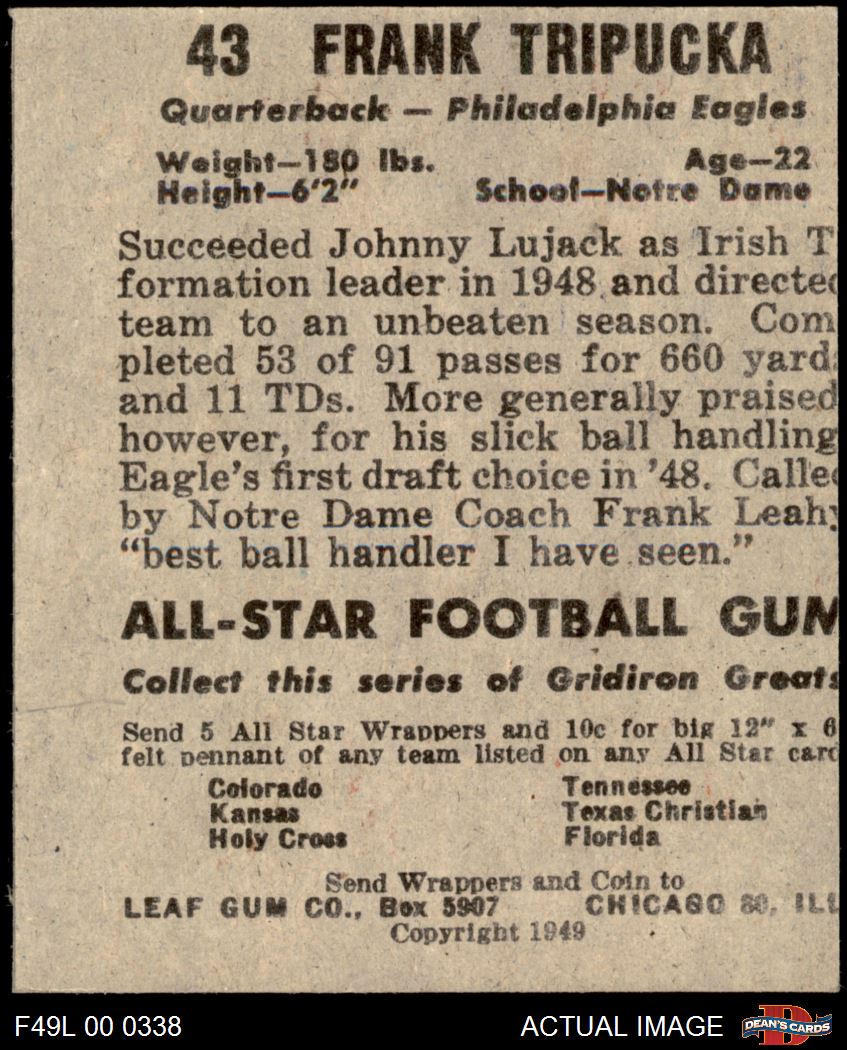 43 FRANK TRIPUCKA
Quarterback — Philadelphia Eagles
Weight—180 lbs. Age—22
Height—6'2" School—Notre Dame
Succeeded Johnny Lujack as Irish T
formation leader in 1948 and directed
team to an unbeaten season. Com
pleted 53 of 91 passes for 660 yard
and 11 TDs. More generally praised
however, for his slick ball handling
Eagle's first draft choice in '48. Calle
by Notre Dame Coach Frank Leahy
"best ball handler I have seen."
ALL-STAR FOOTBALL GUM
Collect this series of Gridiron Greats
Send 5 All Star Wrappers and 10c for big 12" x 6
felt pennant of any team listed on any All Star card
Colorado Tennessee
Kansas Texas Christian
Holy Cross Florida
Send Wrappers and Coin to
LEAF GUM CO., Box 5907 CHICAGO 80, ILL
Copyright 1949
F49L 00 0338 ACTUAL IMAGE D DEAN'S CARDS